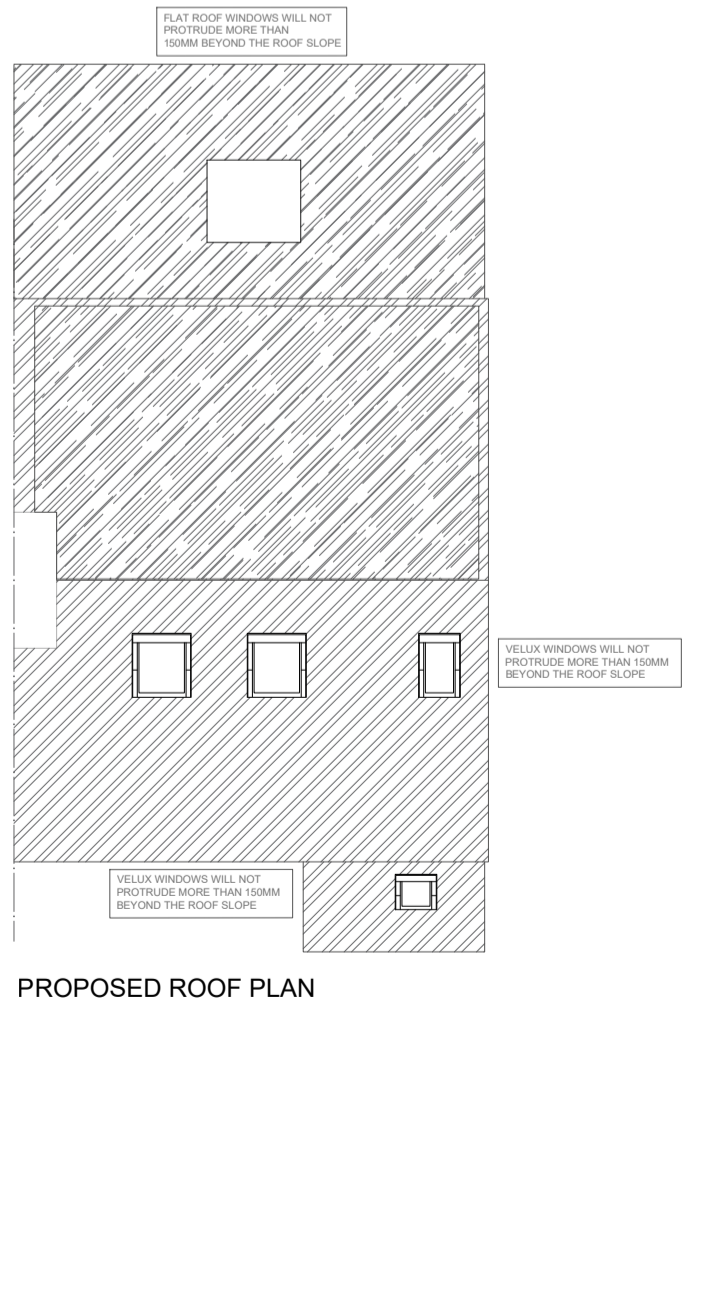 FLAT ROOF WINDOWS WILL NOT
PROTRUDE MORE THAN
150MM BEYOND THE ROOF SLOPE
VELUX WINDOWS WILL NOT
PROTRUDE MORE THAN 150MM
BEYOND THE ROOF SLOPE
VELUX WINDOWS WILL NOT
PROTRUDE MORE THAN 150MM
BEYOND THE ROOF SLOPE
PROPOSED ROOF PLAN